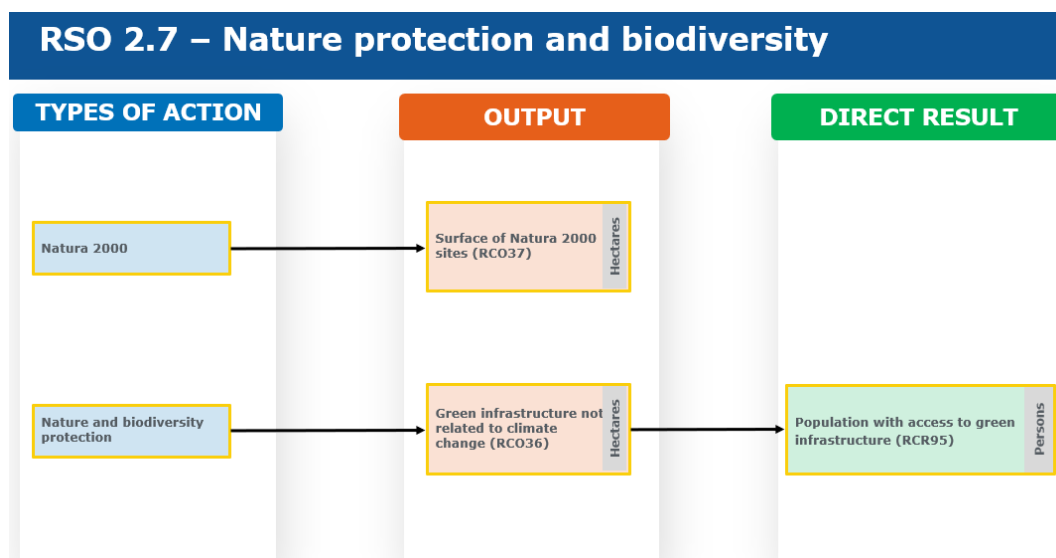 RSO 2.7 – Nature protection and biodiversity
TYPES OF ACTION
OUTPUT
DIRECT RESULT
Natura 2000
Surface of Natura 2000
sites (RCO37)
Hectares
Nature and biodiversity
protection
Green infrastructure not
related to climate
change (RCO36)
Hectares
Population with access to green
infrastructure (RCR95)
Persons